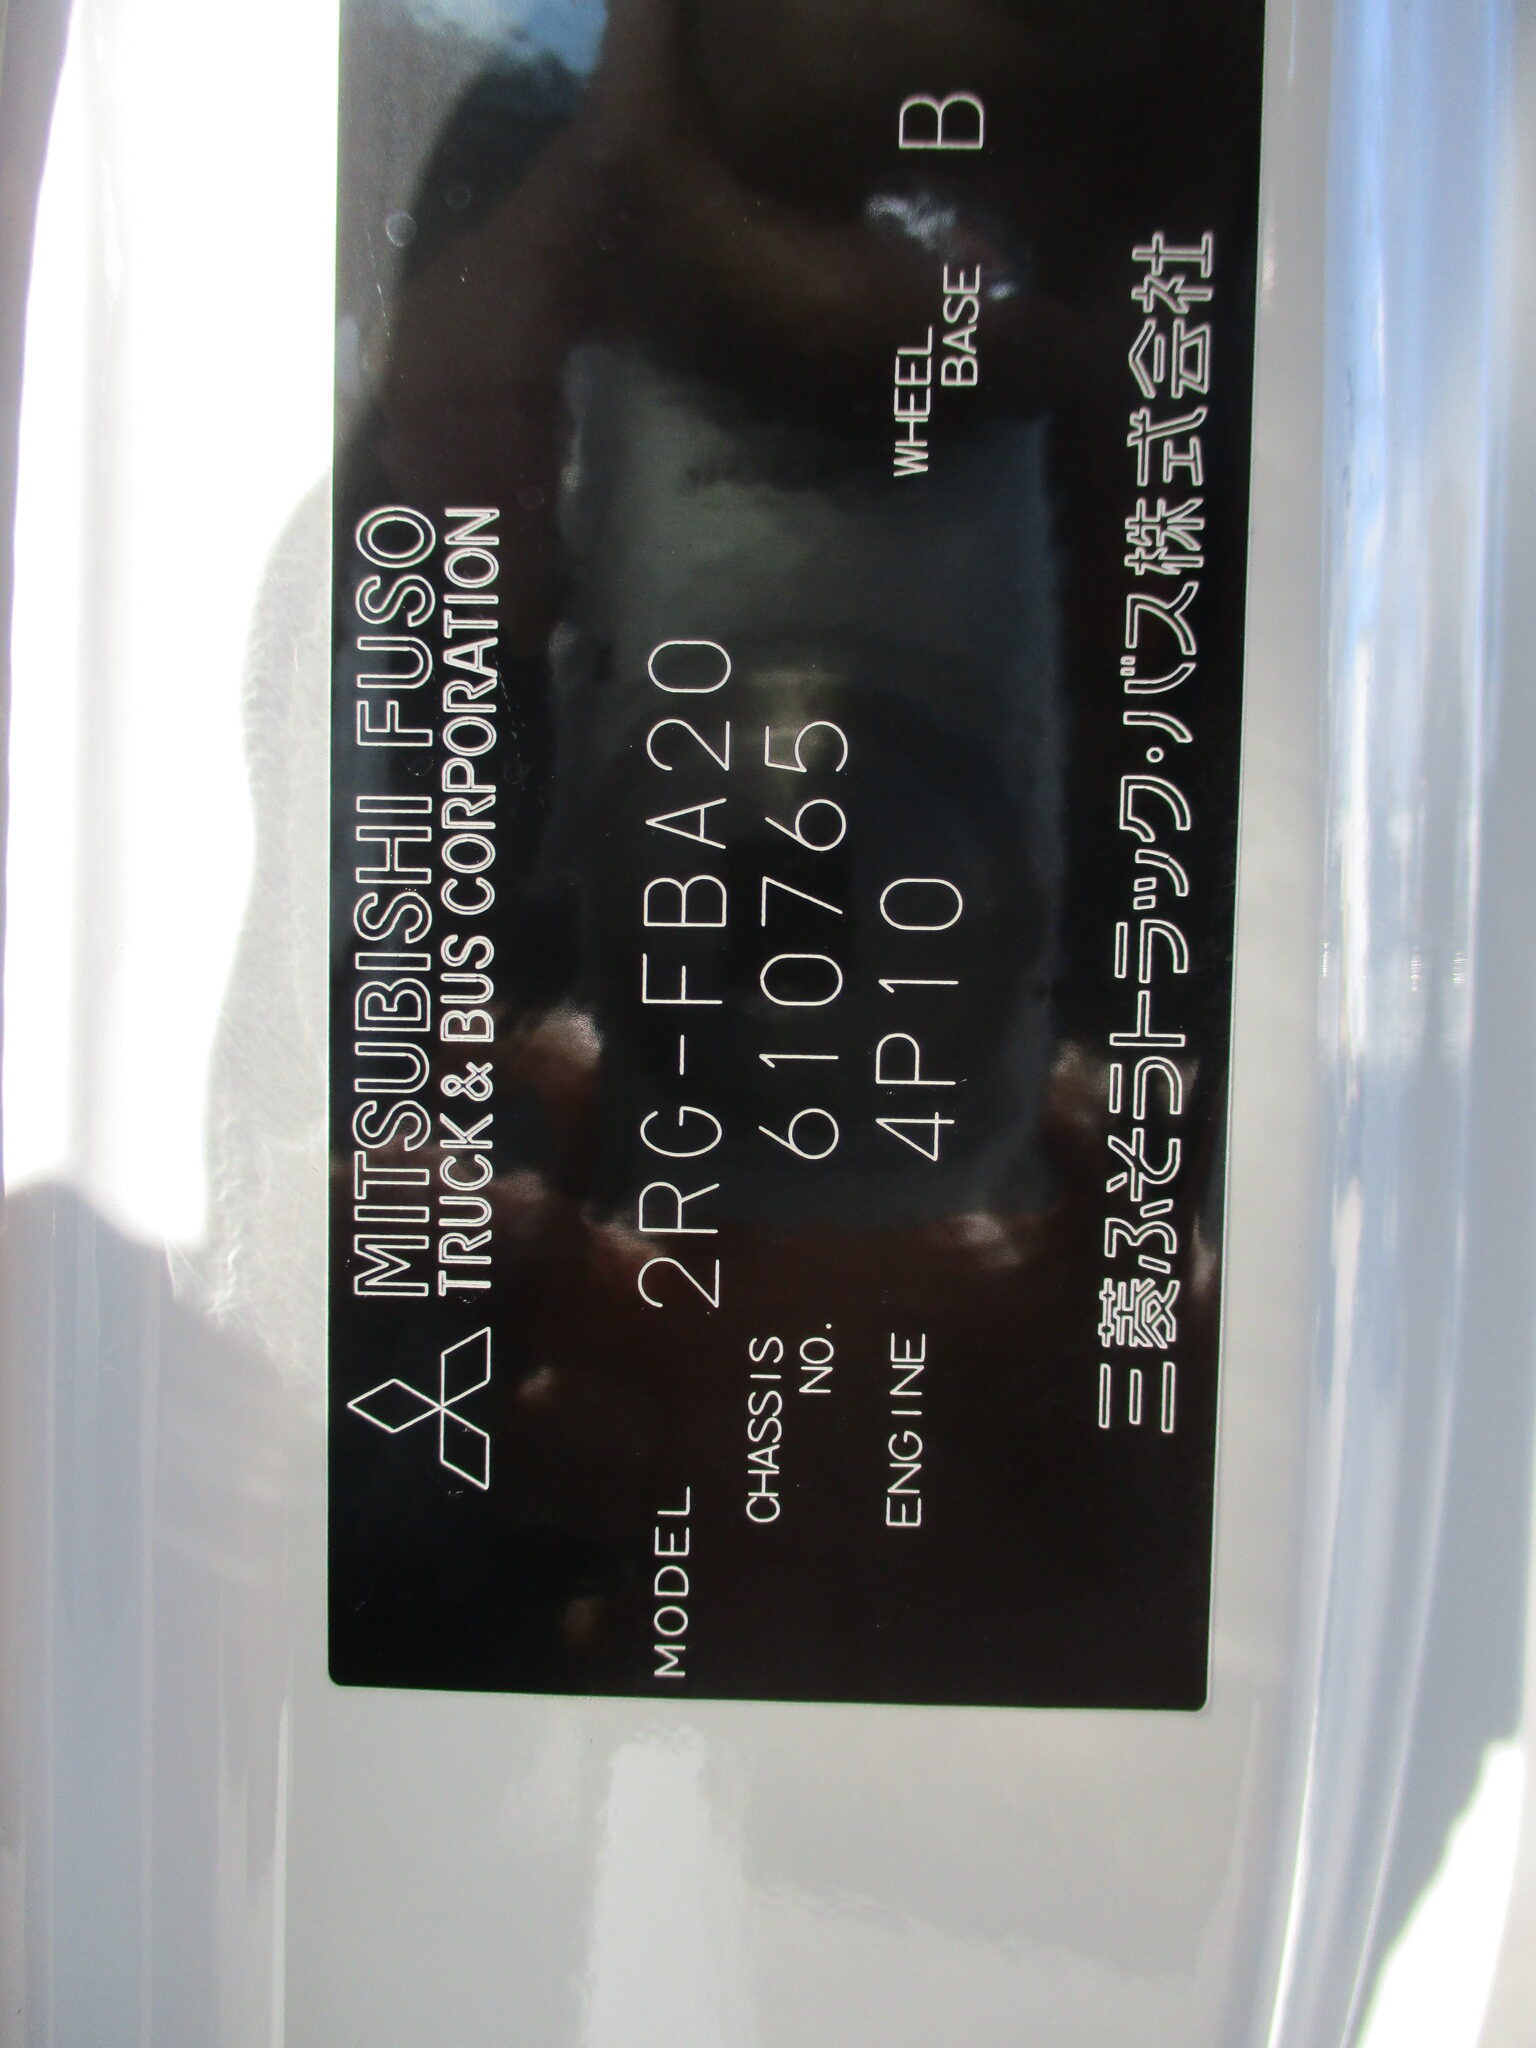 MITSUBISHI FUSO
TRUCK & BUS CORPORATION
MODEL 2RG-FBA20
CHASSIS NO. 610765
ENGINE 4P10
WHEEL BASE B
三菱ふそうトラック・バス株式会社